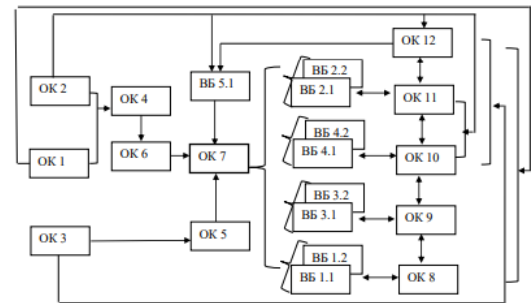 ОК 12
ОК 2
ВБ 5.1
ВБ 2.2
ВБ 2.1
ОК 11
ОК 4
ВБ 4.2
ВБ 4.1
ОК 1
ОК 6
ОК 7
ОК 10
ВБ 3.2
ВБ 3.1
ОК 9
ОК 3
ОК 5
ВБ 1.2
ВБ 1.1
ОК 8